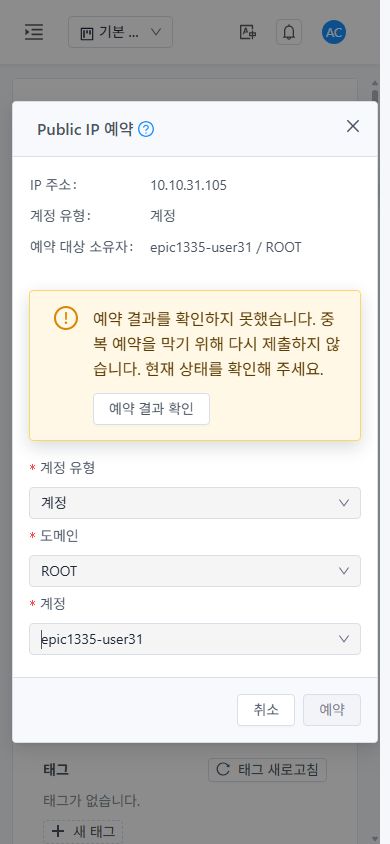 기본 ...
AC
Public IP 예약
IP 주소:
10.10.31.105
계정 유형:
계정
예약 대상 소유자:
epic1335-user31 / ROOT
예약 결과를 확인하지 못했습니다. 중
복 예약을 막기 위해 다시 제출하지 않
습니다. 현재 상태를 확인해 주세요.
예약 결과 확인
* 계정 유형
계정
* 도메인
ROOT
* 계정
epic1335-user31
취소
예약
태그
태그 새로고침
태그가 없습니다.
+ 새 태그